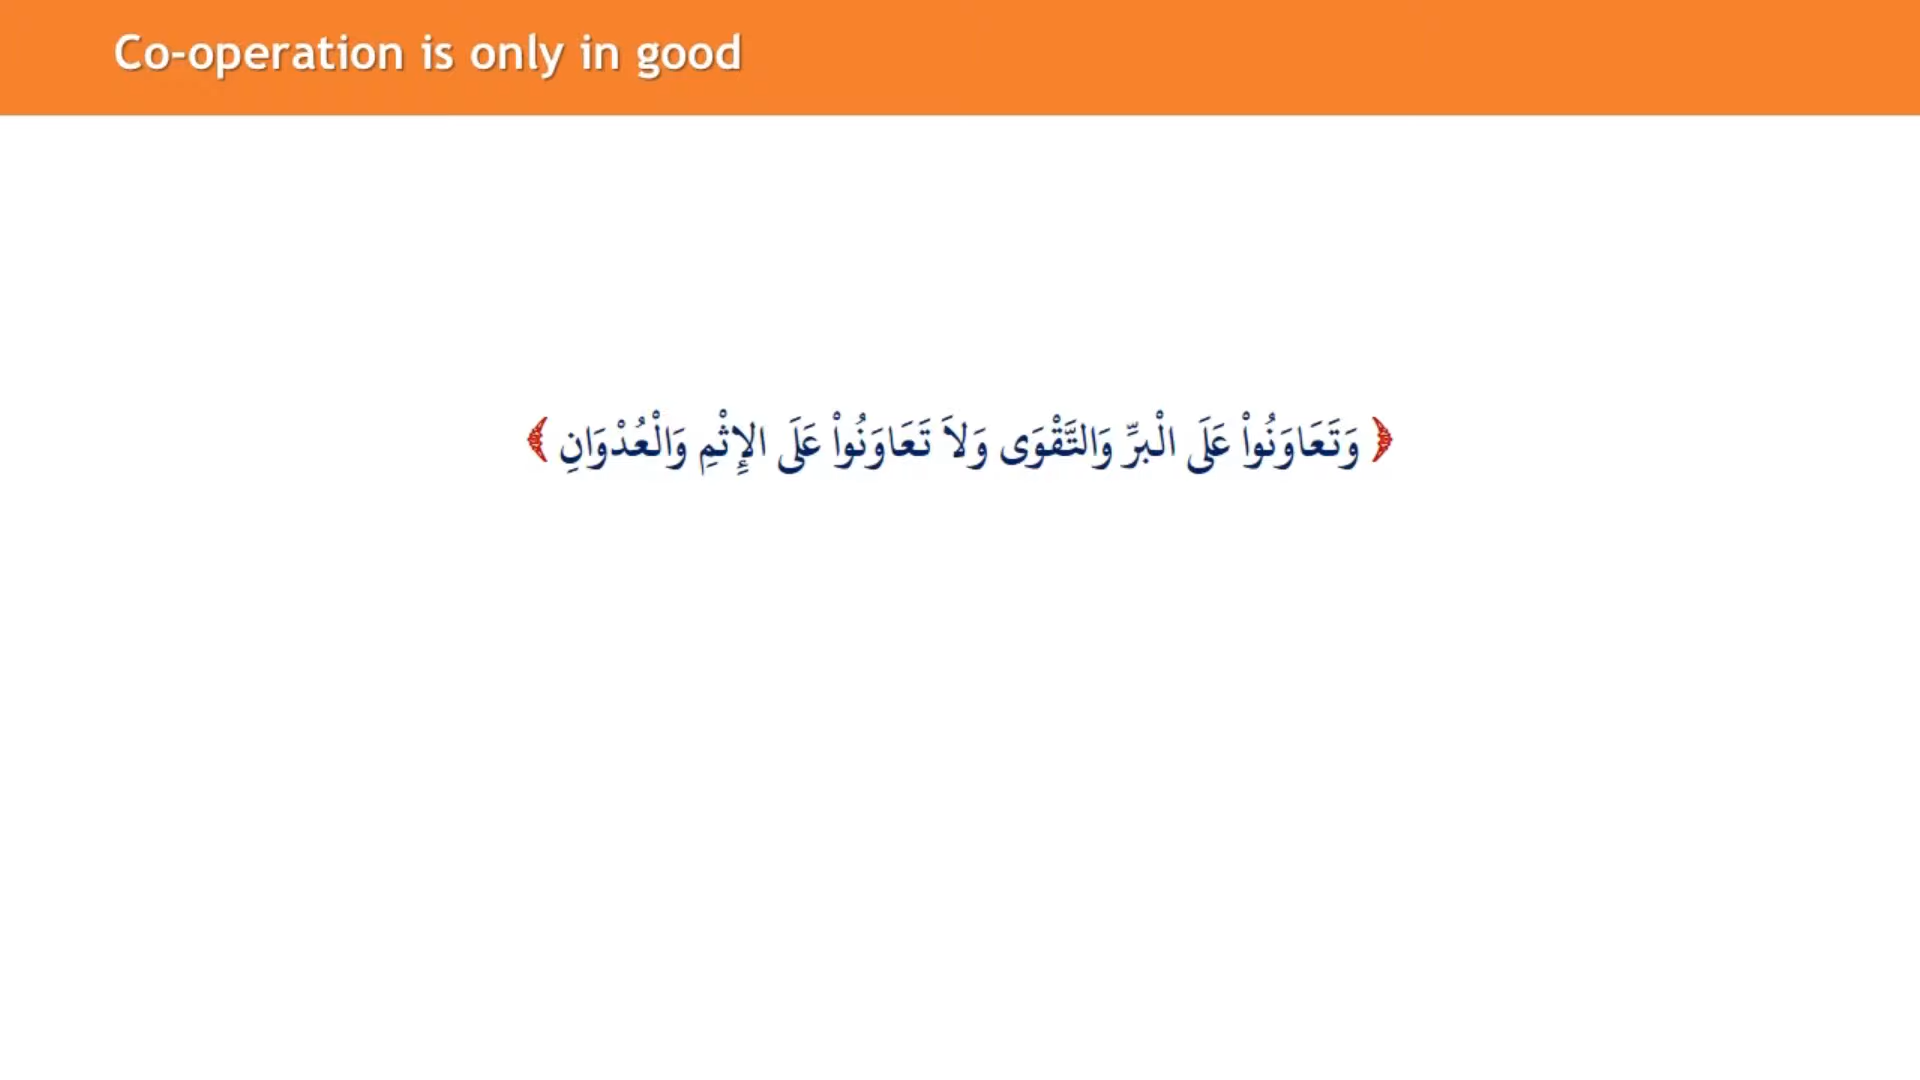 Co-operation is only in good
﴿ وَتَعَاوَنُواْ عَلَى الْبرِّ وَالتَّقْوَى وَلاَ تَعَاوَنُواْ عَلَى الإِثْمِ وَالْعُدْوَانِ ﴾